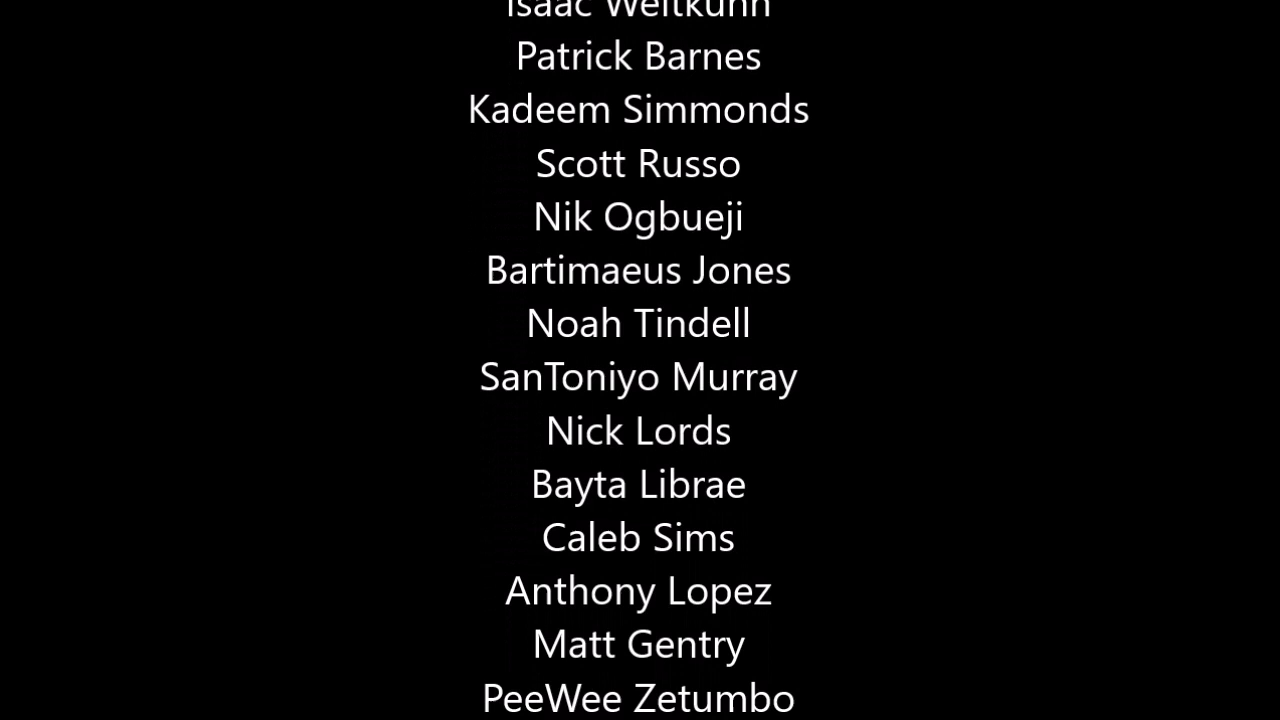 Isaac
Patrick Barnes
Kadeem Simmonds
Scott Russo
Nik Ogbueji
Bartimaeus Jones
Noah Tindell
SanToniyo Murray
Nick Lords
Bayta Librae
Caleb Sims
Anthony Lopez
Matt Gentry
PeeWee Zetumbo